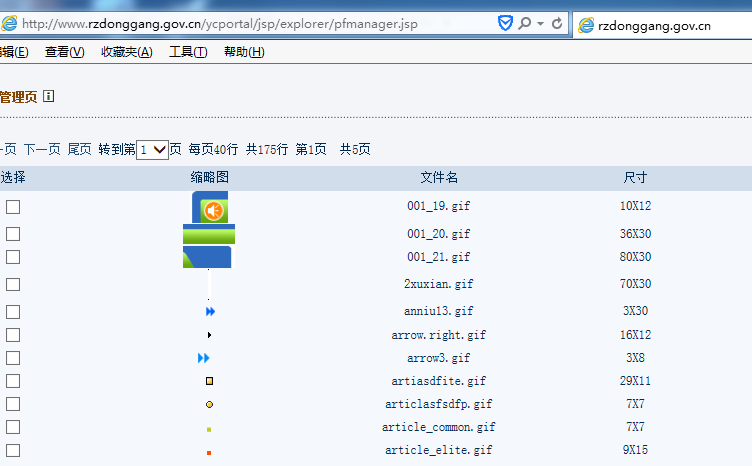 http://www.rzdonggang.gov.cn/ycportal/jsp/explorer/pfmanager.jsp rzdonggang.gov.cn
编辑(E) 查看(V) 收藏夹(A) 工具(T) 帮助(H)
管理页
一页 下一页 尾页 转到第 1 页 每页40行 共175行 第1页 共5页
选择 缩略图 文件名 尺寸
001_19.gif 10X12
001_20.gif 36X30
001_21.gif 80X30
2xuxian.gif 70X30
anniu13.gif 3X30
arrow.right.gif 16X12
arrow3.gif 3X8
artiasdfite.gif 29X11
articlasfsdfp.gif 7X7
article_common.gif 7X7
article_elite.gif 9X15